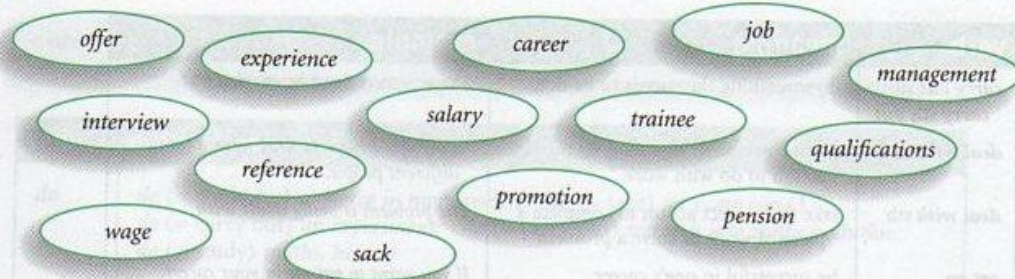 offer
experience
career
job
management
interview
salary
trainee
qualifications
reference
promotion
pension
wage
sack